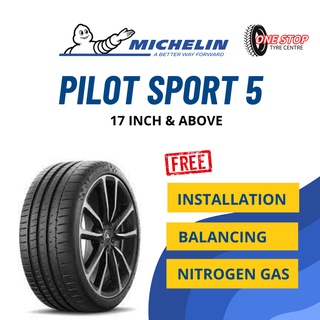 MICHELIN
A BETTER WAY FORWARD
ONE STOP
TYRE CENTRE
PILOT SPORT 5
17 INCH & ABOVE
FREE
INSTALLATION
BALANCING
NITROGEN GAS